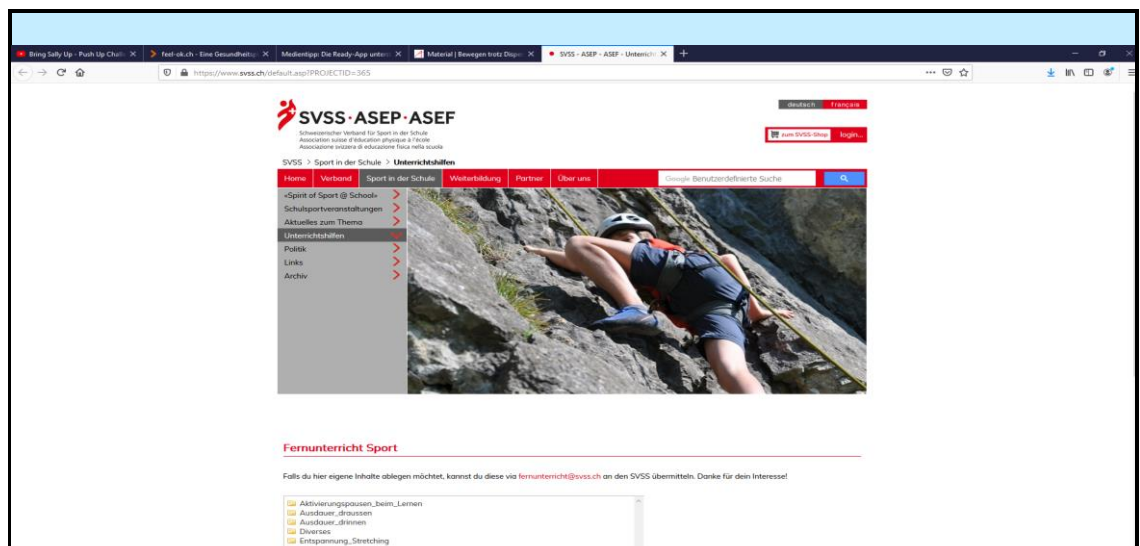 Bring Sally Up - Push Up Chall
feel-ok.ch - Eine Gesundheitsp
Medientipp: Die Ready-App unter
Material | Bewegen trotz Dispe
SVSS - ASEP - ASEF - Unterricht
https://www.svss.ch/default.asp?PROJECTID=365
deutsch français
SVSS·ASEP·ASEF
Schweizerischer Verband für Sport in der Schule
Association suisse d'éducation physique à l'école
Associazione svizzera di educazione fisica nella scuola
zum SVSS-Shop login...
SVSS > Sport in der Schule > Unterrichtshilfen
Home Verband Sport in der Schule Weiterbildung Partner Über uns Google Benutzerdefinierte Suche
«Spirit of Sport @ School»
Schulsportveranstaltungen
Aktuelles zum Thema
Unterrichtshilfen
Politik
Links
Archiv
Fernunterricht Sport
Falls du hier eigene Inhalte ablegen möchtet, kannst du diese via fernunterricht@svss.ch an den SVSS übermitteln. Danke für dein Interesse!
Aktivierungspausen_beim_Lernen
Ausdauer_draussen
Ausdauer_drinnen
Diverses
Entspannung_Stretching